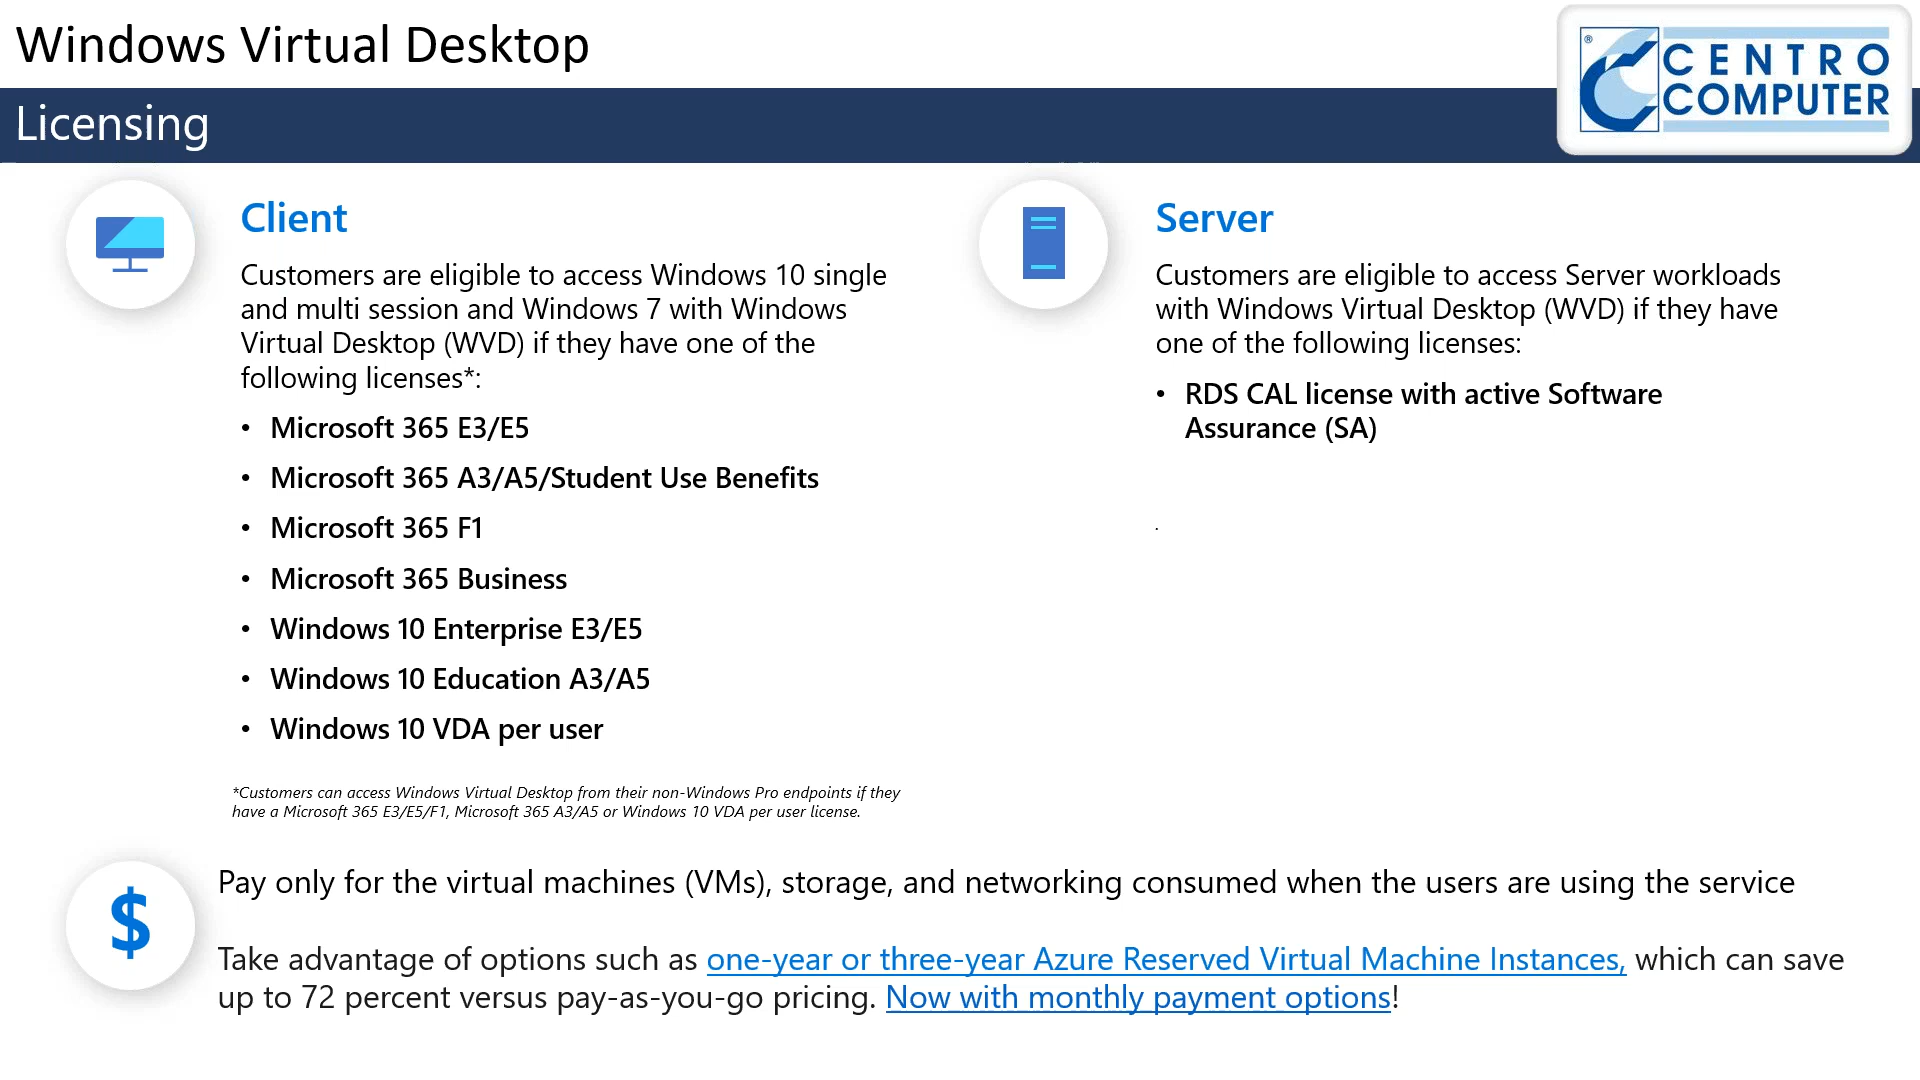 Windows Virtual Desktop
Licensing
®
CENTRO
COMPUTER
Client
Customers are eligible to access Windows 10 single
and multi session and Windows 7 with Windows
Virtual Desktop (WVD) if they have one of the
following licenses*:
• Microsoft 365 E3/E5
• Microsoft 365 A3/A5/Student Use Benefits
• Microsoft 365 F1
• Microsoft 365 Business
• Windows 10 Enterprise E3/E5
• Windows 10 Education A3/A5
• Windows 10 VDA per user
*Customers can access Windows Virtual Desktop from their non-Windows Pro endpoints if they
have a Microsoft 365 E3/E5/F1, Microsoft 365 A3/A5 or Windows 10 VDA per user license.
Server
Customers are eligible to access Server workloads
with Windows Virtual Desktop (WVD) if they have
one of the following licenses:
• RDS CAL license with active Software
Assurance (SA)
.
$
Pay only for the virtual machines (VMs), storage, and networking consumed when the users are using the service
Take advantage of options such as one-year or three-year Azure Reserved Virtual Machine Instances, which can save
up to 72 percent versus pay-as-you-go pricing. Now with monthly payment options!